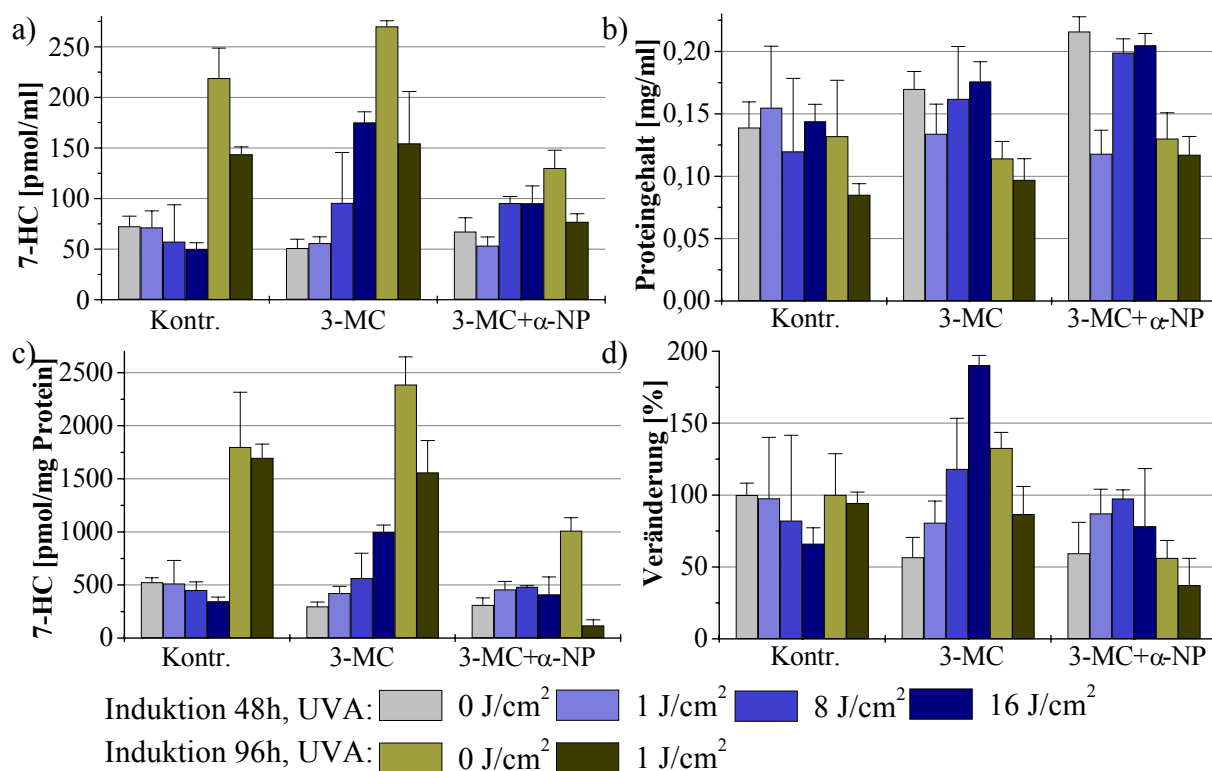 a)
7-HC [pmol/ml]
250
200
150
100
50
0
Kontr.
3-MC
3-MC+α-NP
b)
Proteingehalt [mg/ml]
0,20
0,15
0,10
0,05
0,00
Kontr.
3-MC
3-MC+α-NP
c)
7-HC [pmol/mg Protein]
2500
2000
1500
1000
500
0
Kontr.
3-MC
3-MC+α-NP
d)
Veränderung [%]
200
150
100
50
0
Kontr.
3-MC
3-MC+α-NP
Induktion 48h, UVA: 0 J/cm² 1 J/cm² 8 J/cm² 16 J/cm²
Induktion 96h, UVA: 0 J/cm² 1 J/cm²